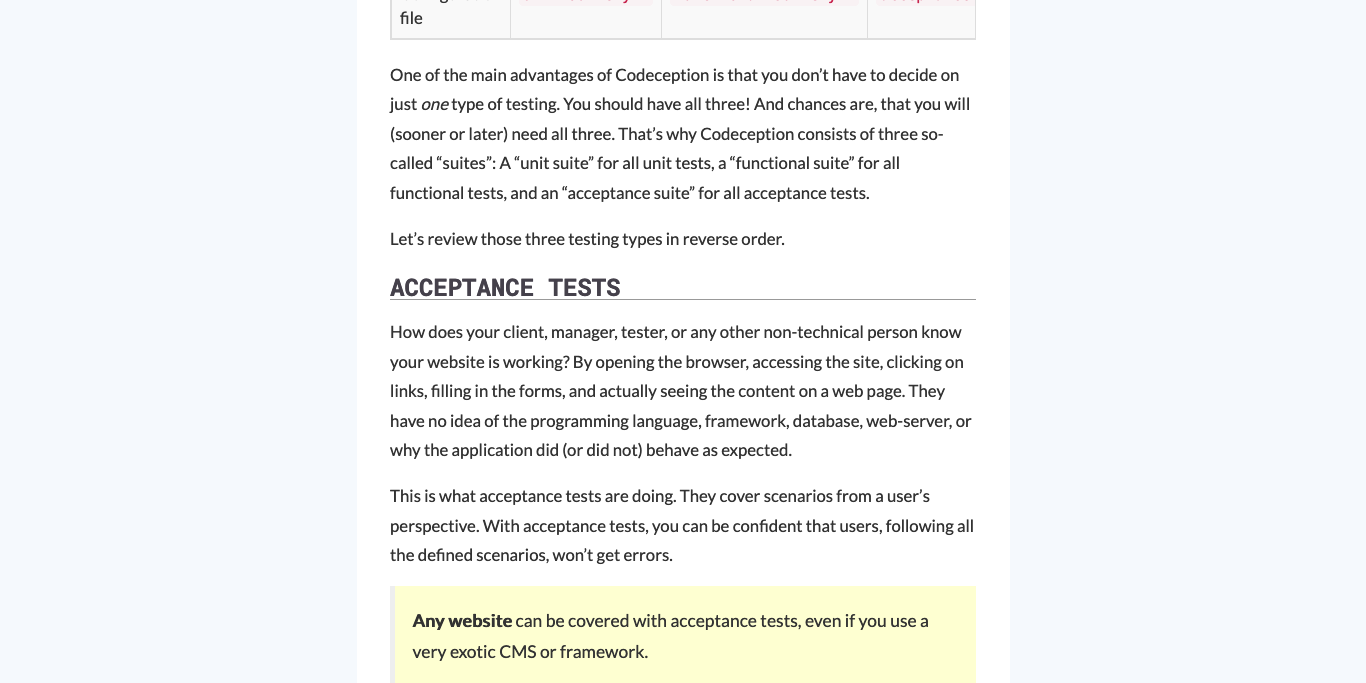 file
One of the main advantages of Codeception is that you don’t have to decide on
just one type of testing. You should have all three! And chances are, that you will
(sooner or later) need all three. That’s why Codeception consists of three so-
called “suites”: A “unit suite” for all unit tests, a “functional suite” for all
functional tests, and an “acceptance suite” for all acceptance tests.
Let’s review those three testing types in reverse order.
ACCEPTANCE TESTS
How does your client, manager, tester, or any other non-technical person know
your website is working? By opening the browser, accessing the site, clicking on
links, filling in the forms, and actually seeing the content on a web page. They
have no idea of the programming language, framework, database, web-server, or
why the application did (or did not) behave as expected.
This is what acceptance tests are doing. They cover scenarios from a user’s
perspective. With acceptance tests, you can be confident that users, following all
the defined scenarios, won’t get errors.
Any website can be covered with acceptance tests, even if you use a
very exotic CMS or framework.